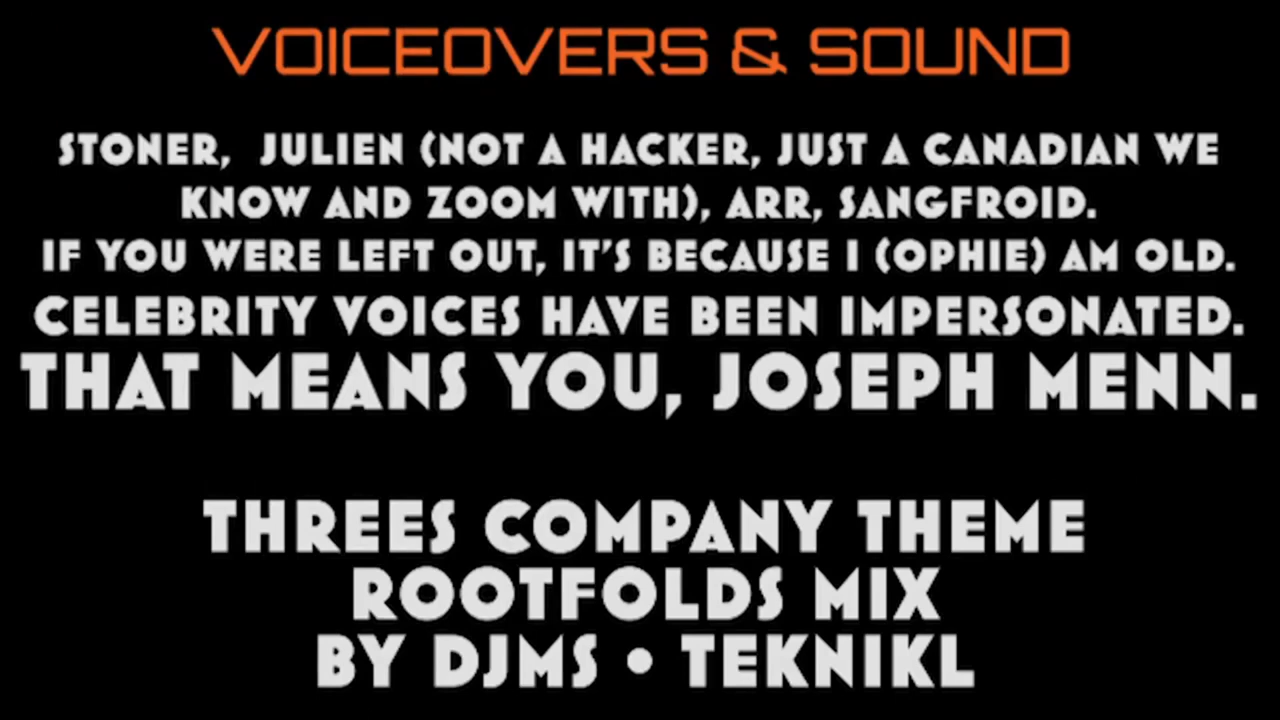 VOICEOVERS & SOUND
STONER, JULIEN (NOT A HACKER, JUST A CANADIAN WE
KNOW AND ZOOM WITH), ARR, SANGFROID.
IF YOU WERE LEFT OUT, IT'S BECAUSE I (OPHIE) AM OLD.
CELEBRITY VOICES HAVE BEEN IMPERSONATED.
THAT MEANS YOU, JOSEPH MENN.
THREES COMPANY THEME
ROOTFOLDS MIX
BY DJMS • TEKNIKL